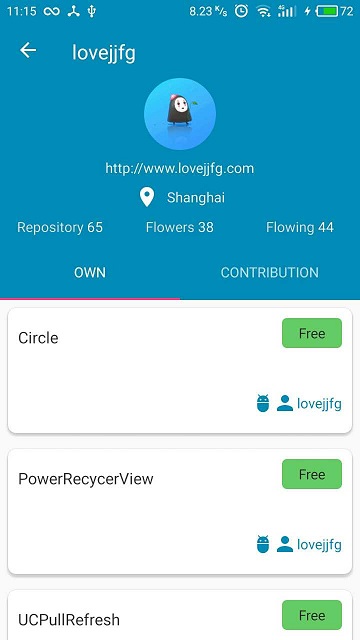 11:15 8.23 K/s 4G 72
lovejjfg
http://www.lovejjfg.com
Shanghai
Repository 65 Flowers 38 Flowing 44
OWN CONTRIBUTION
Circle Free
lovejjfg
PowerRecycerView Free
lovejjfg
UCPullRefresh Free